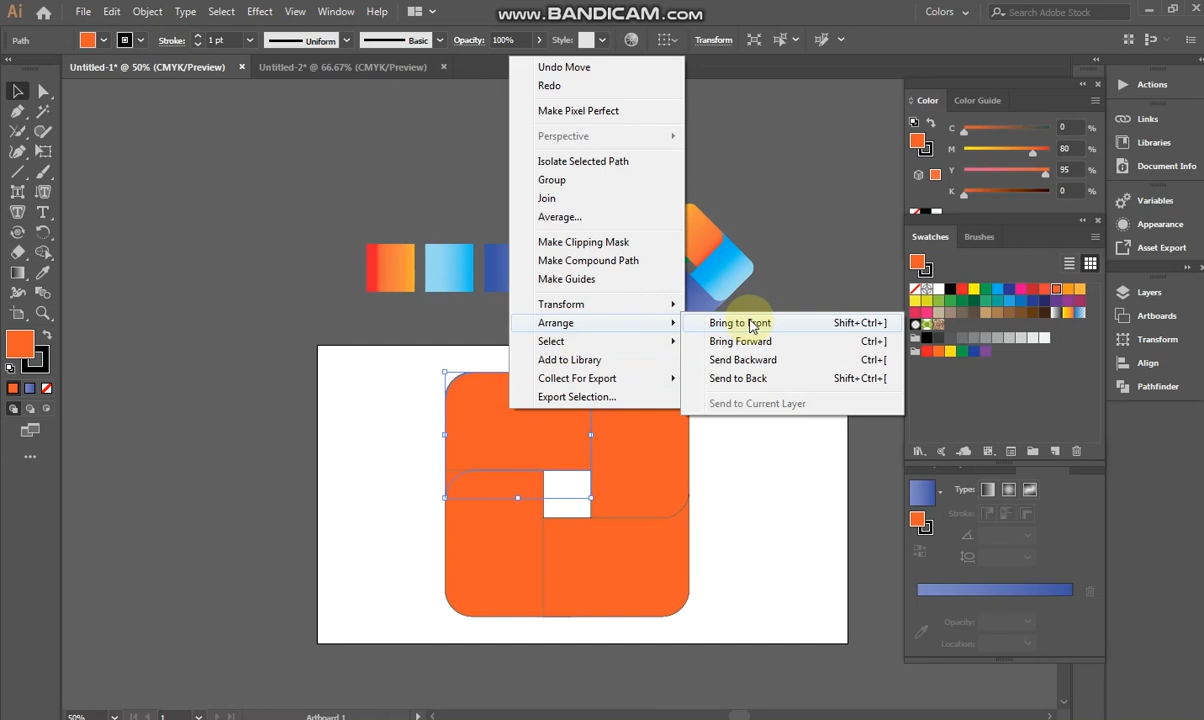 Ai File Edit Object Type Select Effect View Window Help
www.BANDICAM.com
Colors
Search Adobe Stock
Path
Stroke: 1 pt
Uniform
Basic
Opacity: 100%
Style:
Transform
Untitled-1* @ 50% (CMYK/Preview) ×
Untitled-2* @ 66.67% (CMYK/Preview) ×
Undo Move
Redo
Make Pixel Perfect
Perspective
Isolate Selected Path
Group
Join
Average...
Make Clipping Mask
Make Compound Path
Make Guides
Transform
Arrange
Select
Add to Library
Collect For Export
Export Selection...
Bring to Front Shift+Ctrl+]
Bring Forward Ctrl+]
Send Backward Ctrl+[
Send to Back Shift+Ctrl+[
Send to Current Layer
Color Color Guide
C 0 %
M 80 %
Y 95 %
K 0 %
Swatches Brushes
Type:
Stroke:
Opacity:
Location:
Actions
Links
Libraries
Document Info
Variables
Appearance
Asset Export
Layers
Artboards
Transform
Align
Pathfinder
50%
1
Artboard 1